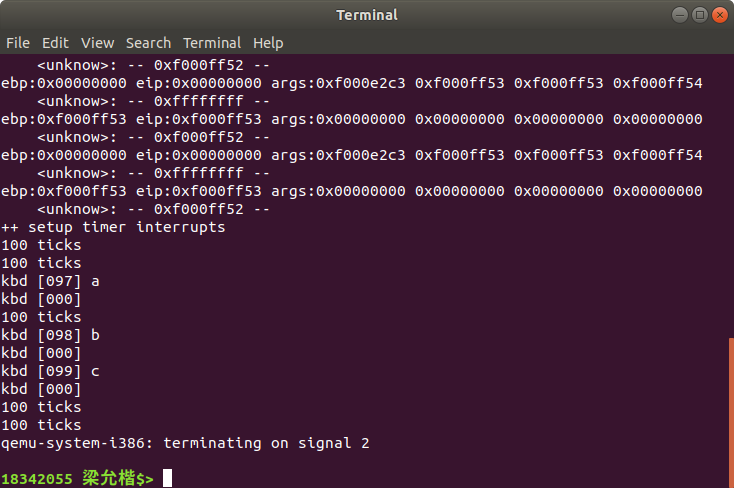 Terminal
File Edit View Search Terminal Help
<unknow>: -- 0xf000ff52 --
ebp:0x00000000 eip:0x00000000 args:0xf000e2c3 0xf000ff53 0xf000ff53 0xf000ff54
<unknow>: -- 0xffffffff --
ebp:0xf000ff53 eip:0xf000ff53 args:0x00000000 0x00000000 0x00000000 0x00000000
<unknow>: -- 0xf000ff52 --
ebp:0x00000000 eip:0x00000000 args:0xf000e2c3 0xf000ff53 0xf000ff53 0xf000ff54
<unknow>: -- 0xffffffff --
ebp:0xf000ff53 eip:0xf000ff53 args:0x00000000 0x00000000 0x00000000 0x00000000
<unknow>: -- 0xf000ff52 --
++ setup timer interrupts
100 ticks
100 ticks
kbd [097] a
kbd [000]
100 ticks
kbd [098] b
kbd [000]
kbd [099] c
kbd [000]
100 ticks
100 ticks
qemu-system-i386: terminating on signal 2
18342055 梁允楷$>